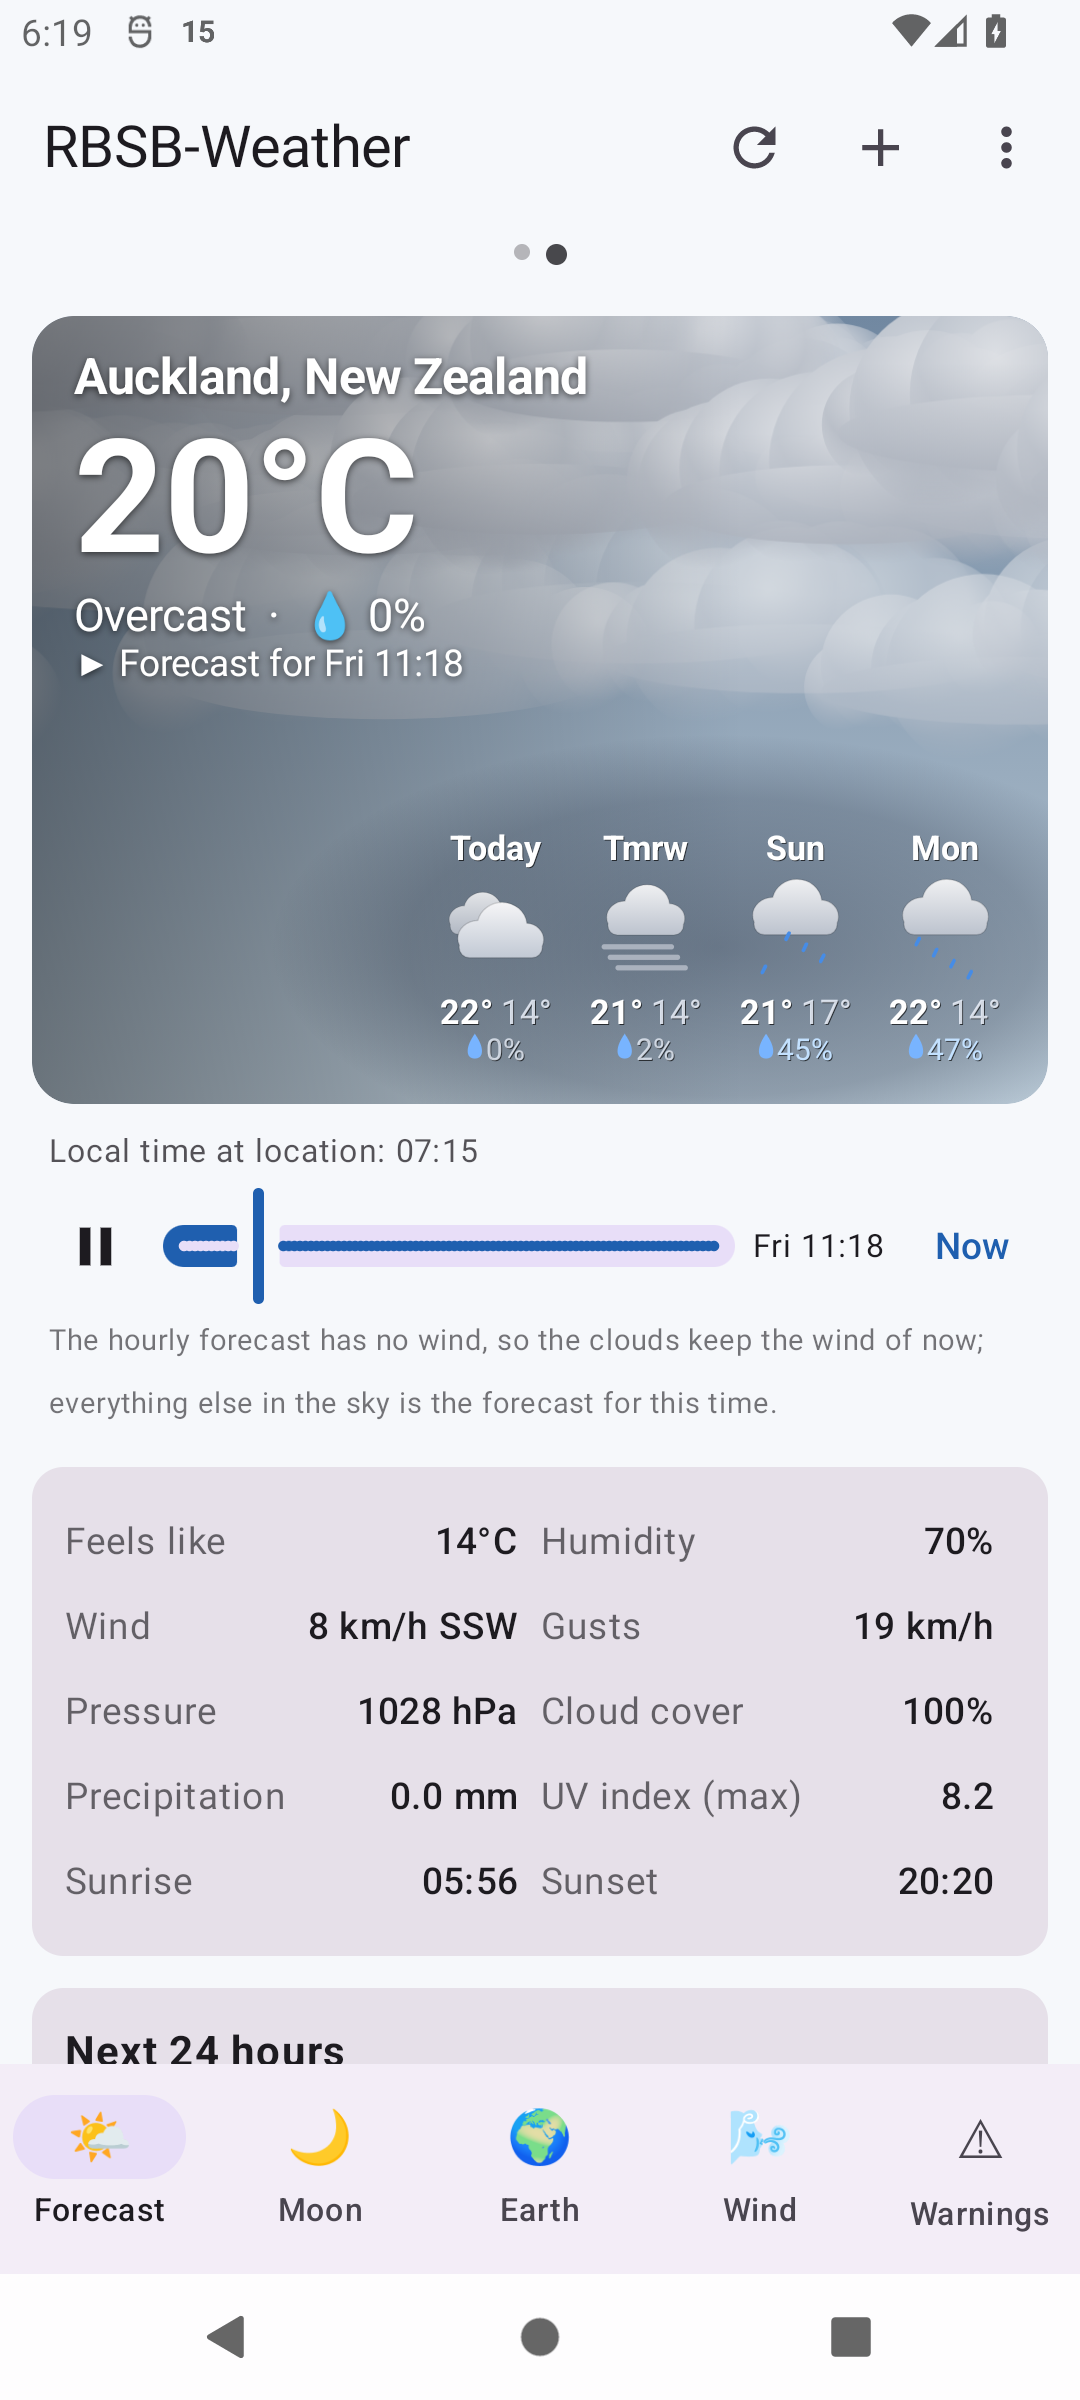 6:19 15
RBSB-Weather
Auckland, New Zealand
20°C
Overcast · 💧 0%
▶ Forecast for Fri 11:18
Today Tmrw Sun Mon
22° 14° 21° 14° 21° 17° 22° 14°
0% 2% 45% 47%
Local time at location: 07:15
Fri 11:18 Now
The hourly forecast has no wind, so the clouds keep the wind of now;
everything else in the sky is the forecast for this time.
Feels like 14°C Humidity 70%
Wind 8 km/h SSW Gusts 19 km/h
Pressure 1028 hPa Cloud cover 100%
Precipitation 0.0 mm UV index (max) 8.2
Sunrise 05:56 Sunset 20:20
Next 24 hours
Forecast Moon Earth Wind Warnings